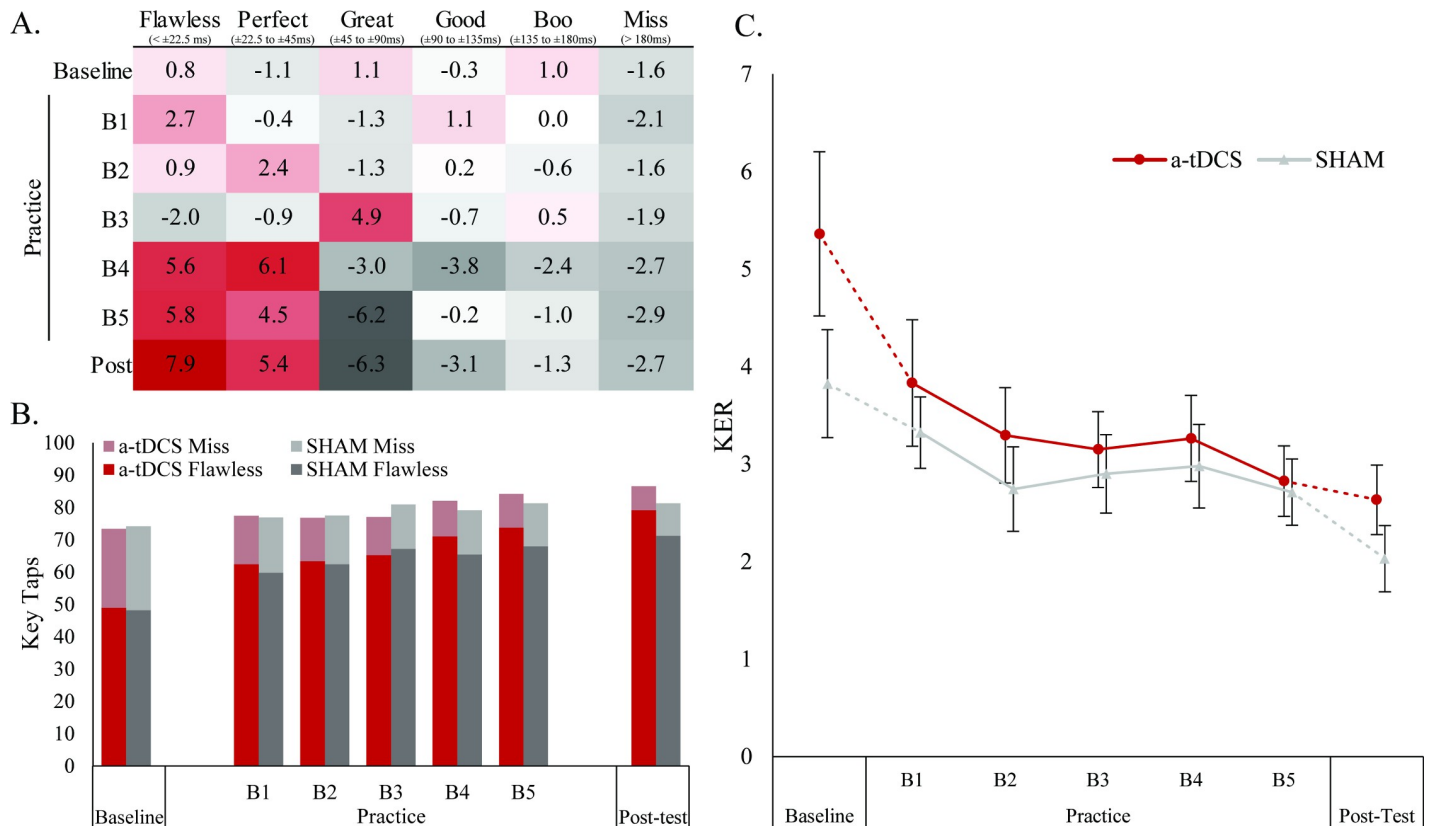 A.
Flawless Perfect Great Good Boo Miss
(< ±22.5 ms) (±22.5 to ±45ms) (±45 to ±90ms) (±90 to ±135ms) (±135 to ±180ms) (> 180ms)
Baseline 0.8 -1.1 1.1 -0.3 1.0 -1.6
Practice
B1 2.7 -0.4 -1.3 1.1 0.0 -2.1
B2 0.9 2.4 -1.3 0.2 -0.6 -1.6
B3 -2.0 -0.9 4.9 -0.7 0.5 -1.9
B4 5.6 6.1 -3.0 -3.8 -2.4 -2.7
B5 5.8 4.5 -6.2 -0.2 -1.0 -2.9
Post 7.9 5.4 -6.3 -3.1 -1.3 -2.7
B.
a-tDCS Miss SHAM Miss
a-tDCS Flawless SHAM Flawless
Key Taps
100
90
80
70
60
50
40
30
20
10
0
B1 B2 B3 B4 B5
Baseline Practice Post-test
C.
a-tDCS SHAM
KER
7
6
5
4
3
2
1
0
B1 B2 B3 B4 B5
Baseline Practice Post-Test